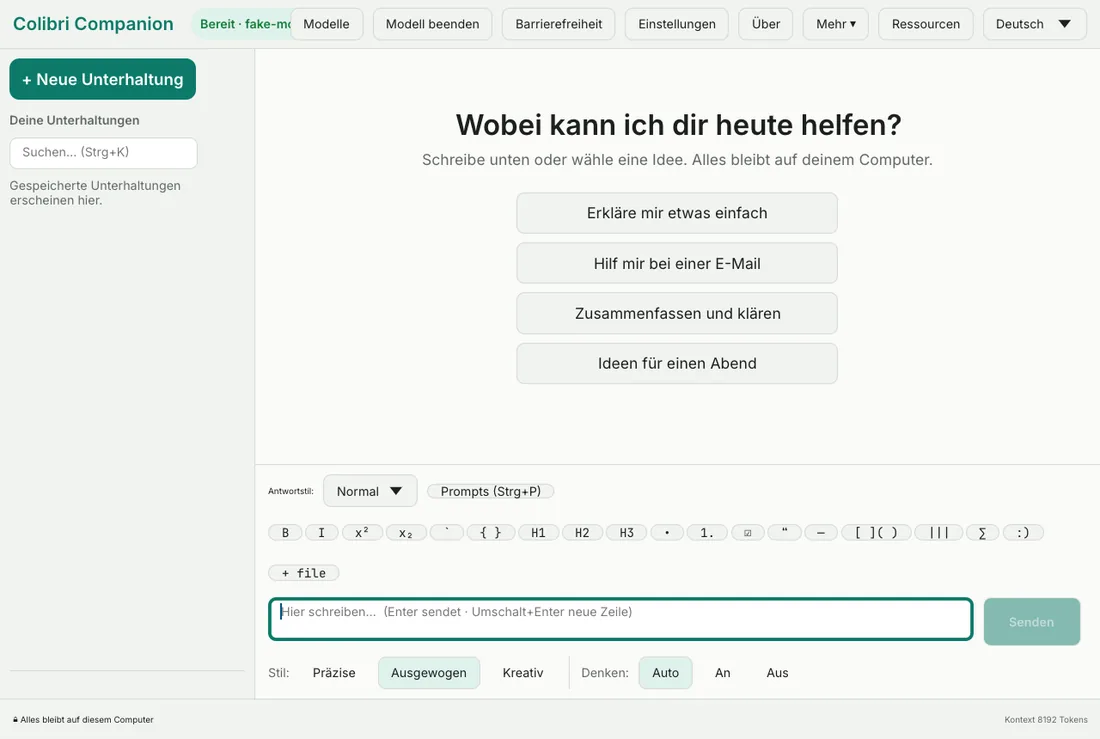 Colibri Companion
Bereit · fake-mo
Modelle
Modell beenden
Barrierefreiheit
Einstellungen
Über
Mehr ▾
Ressourcen
Deutsch ▼
+ Neue Unterhaltung
Deine Unterhaltungen
Suchen... (Strg+K)
Gespeicherte Unterhaltungen
erscheinen hier.
Wobei kann ich dir heute helfen?
Schreibe unten oder wähle eine Idee. Alles bleibt auf deinem Computer.
Erkläre mir etwas einfach
Hilf mir bei einer E-Mail
Zusammenfassen und klären
Ideen für einen Abend
Antwortstil:
Normal ▼
Prompts (Strg+P)
B I x² x₂ ` { } H1 H2 H3 • 1. ☑ “ — [ ]( ) ||| ∑ :)
+ file
Hier schreiben... (Enter sendet · Umschalt+Enter neue Zeile)
Senden
Stil: Präzise Ausgewogen Kreativ
Denken: Auto An Aus
Alles bleibt auf diesem Computer
Kontext 8192 Tokens